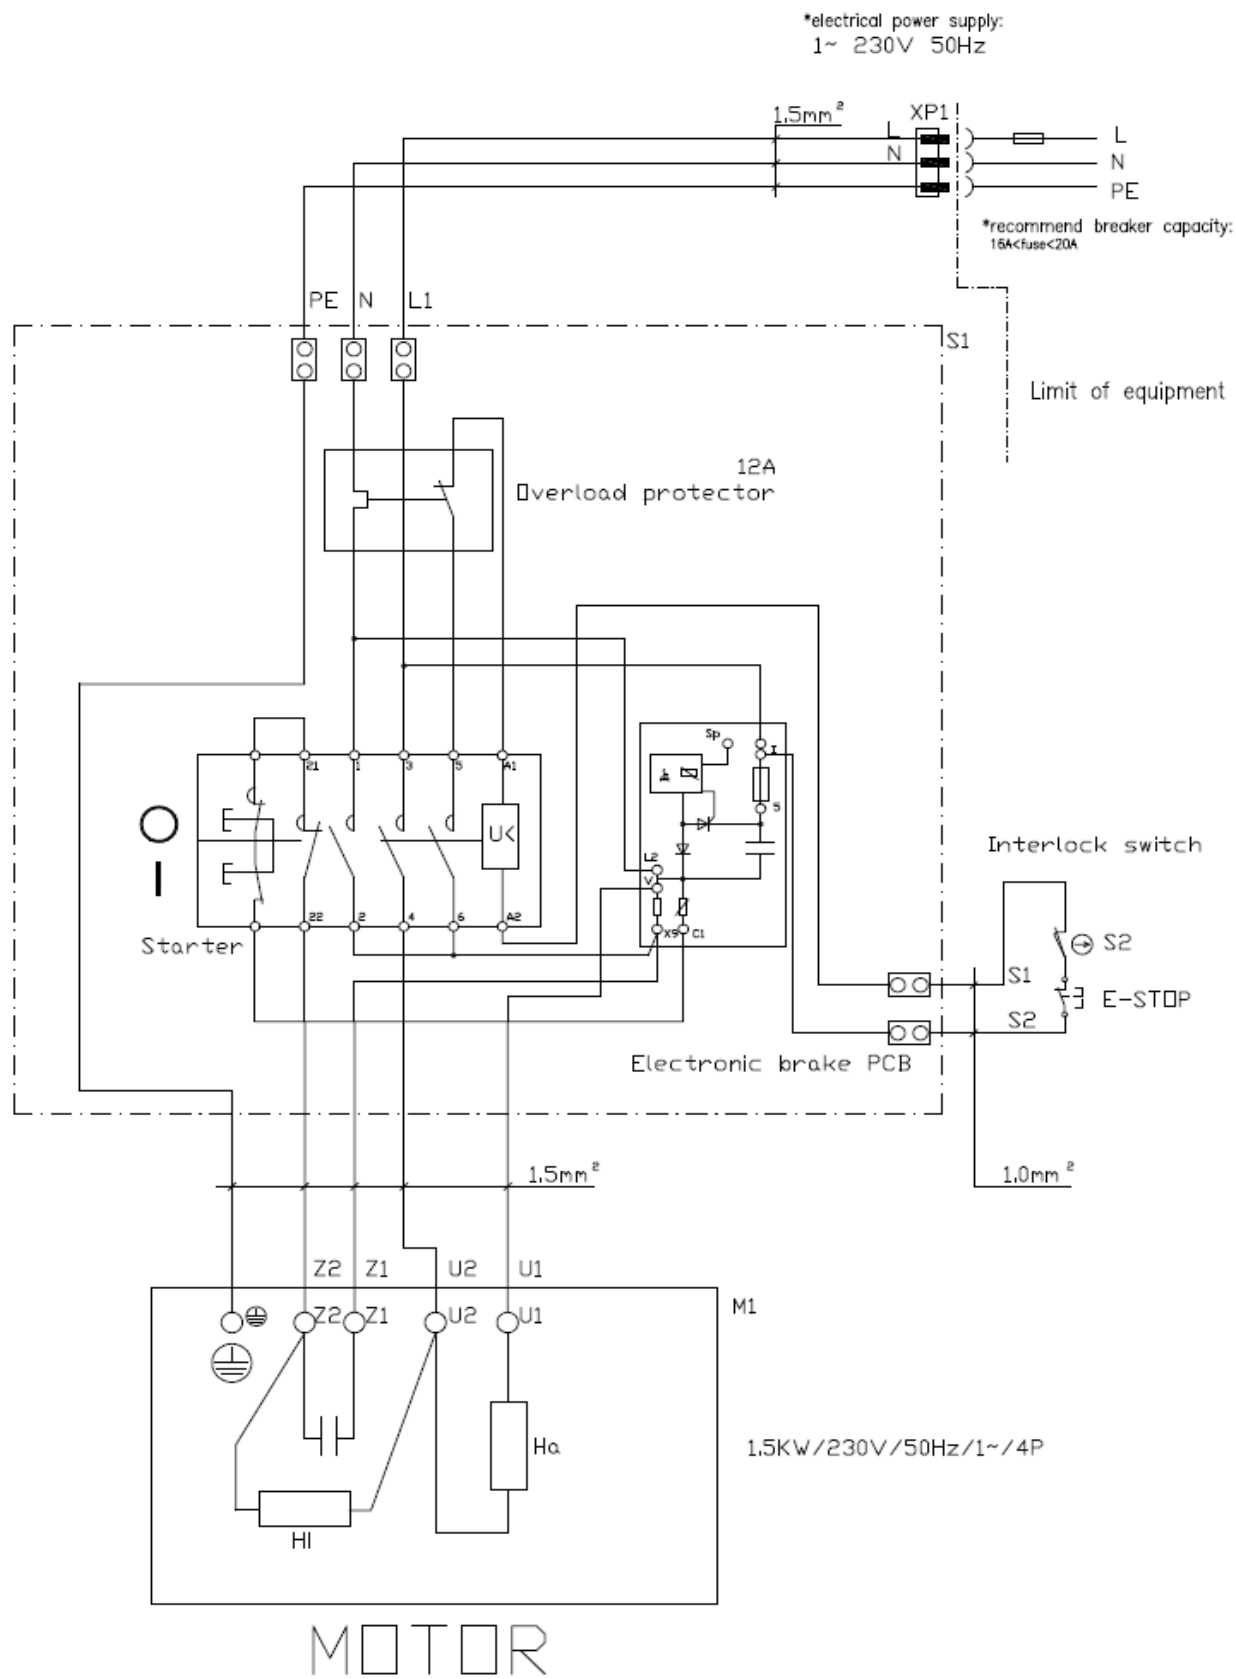 *electrical power supply:
1~ 230V 50Hz
1.5mm²
XP1
L
L
N
N
PE
*recommend breaker capacity:
16A<fuse<20A
PE
N
L1
S1
Limit of equipment
12A
Overload protector
Sp
I
21
1
3
5
A1
S
U<
Interlock switch
L2
V
22
2
4
6
A2
X9
C1
Starter
S2
S1
E-STOP
S2
Electronic brake PCB
1.5mm²
1.0mm²
Z2
Z1
U2
U1
Z2
Z1
U2
U1
M1
Ha
1.5KW/230V/50Hz/1~/4P
HI
MOTOR